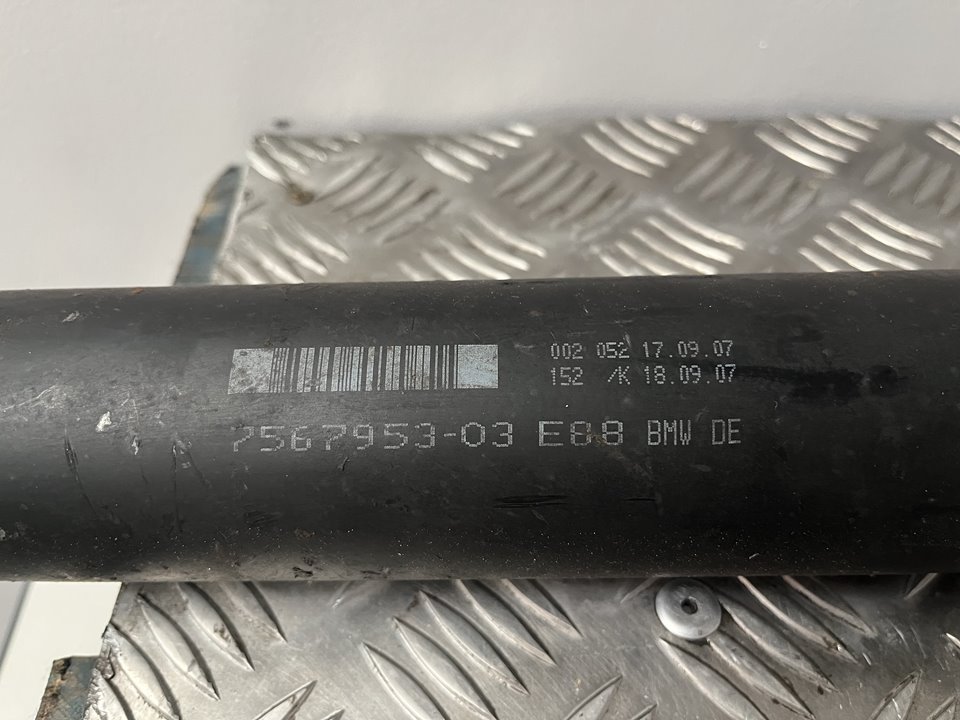 002 052 17.09.07
152 /K 18.09.07
7567953-03 E88 BMW DE